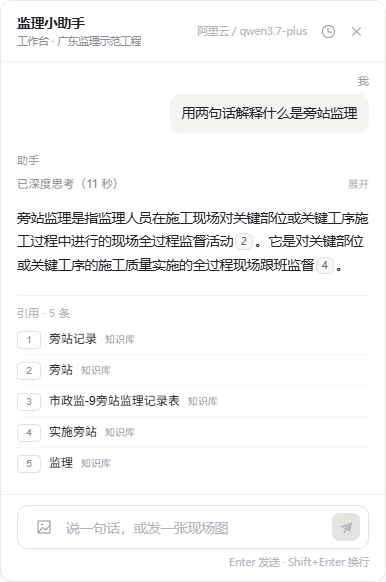 监理小助手
工作台 · 广东监理示范工程
阿里云 / qwen3.7-plus
我
用两句话解释什么是旁站监理
助手
已深度思考（11 秒）
展开
旁站监理是指监理人员在施工现场对关键部位或关键工序施
工过程中进行的现场全过程监督活动 2 。它是对关键部位
或关键工序的施工质量实施的全过程现场跟班监督 4 。
引用 · 5 条
1 旁站记录 知识库
2 旁站 知识库
3 市政监-9旁站监理记录表 知识库
4 实施旁站 知识库
5 监理 知识库
说一句话，或发一张现场图
Enter 发送 · Shift+Enter 换行